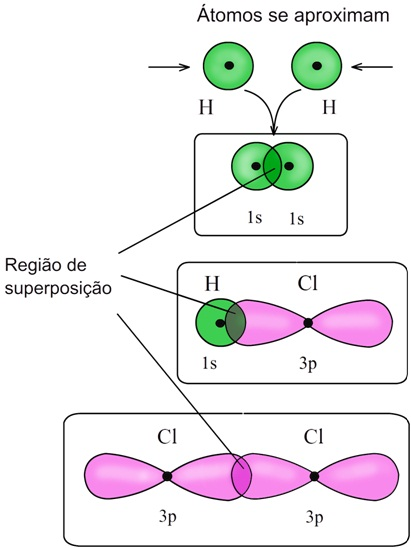 Átomos se aproximam
H H
1s 1s
Região de
superposição
H Cl
1s 3p
Cl Cl
3p 3p